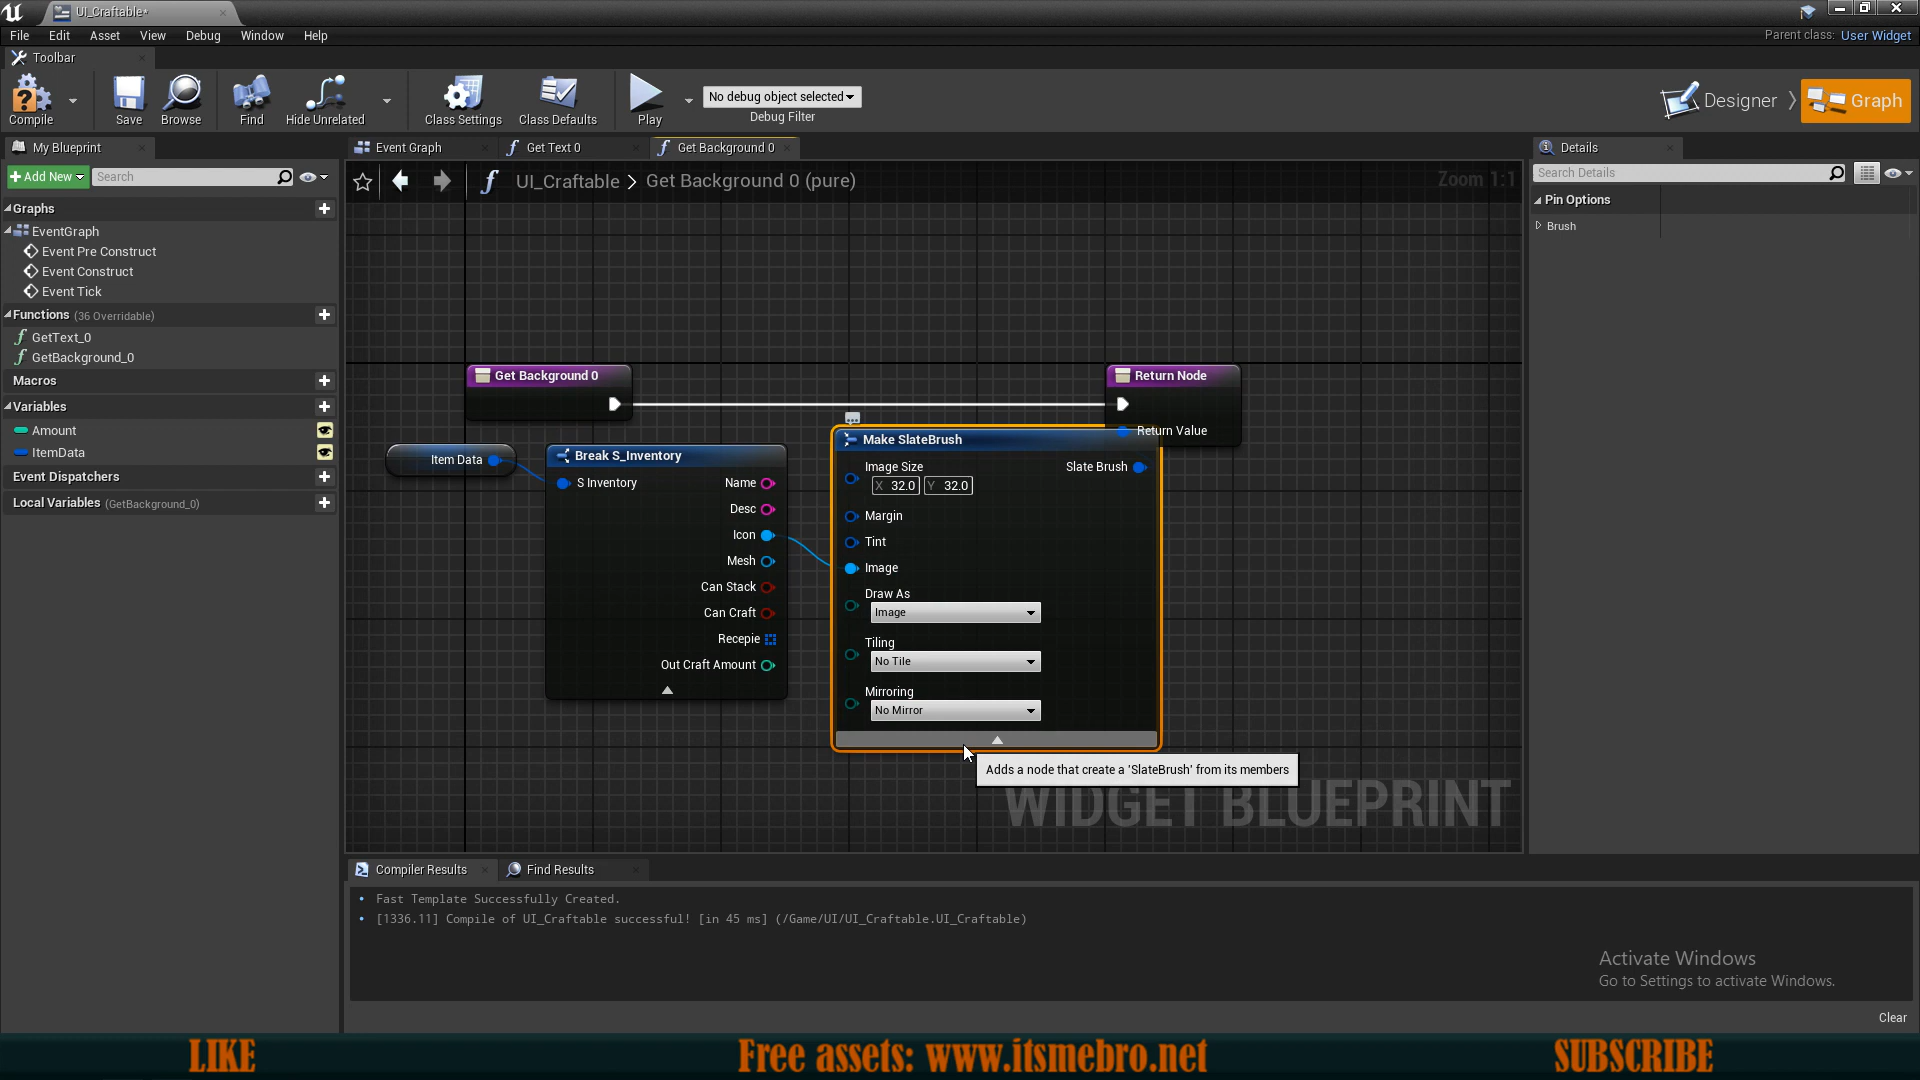 UI_Craftable*
File Edit Asset View Debug Window Help
Parent class: User Widget
Toolbar
Compile
Save
Browse
Find
Hide Unrelated
Class Settings
Class Defaults
Play
No debug object selected
Debug Filter
Designer
Graph
My Blueprint
Add New
Search
Graphs
EventGraph
Event Pre Construct
Event Construct
Event Tick
Functions (36 Overridable)
GetText_0
GetBackground_0
Macros
Variables
Amount
ItemData
Event Dispatchers
Local Variables (GetBackground_0)
Event Graph
Get Text 0
Get Background 0
UI_Craftable > Get Background 0 (pure)
Zoom 1:1
Get Background 0
Return Node
Return Value
Item Data
Break S_Inventory
S Inventory
Name
Desc
Icon
Mesh
Can Stack
Can Craft
Recepie
Out Craft Amount
Make SlateBrush
Image Size
X 32.0 Y 32.0
Slate Brush
Margin
Tint
Image
Draw As
Image
Tiling
No Tile
Mirroring
No Mirror
Adds a node that create a 'SlateBrush' from its members
WIDGET BLUEPRINT
Details
Search Details
Pin Options
Brush
Compiler Results
Find Results
Fast Template Successfully Created.
[1336.11] Compile of UI_Craftable successful! [in 45 ms] (/Game/UI/UI_Craftable.UI_Craftable)
Activate Windows
Go to Settings to activate Windows.
Clear
LIKE
Free assets: www.itsmebro.net
SUBSCRIBE